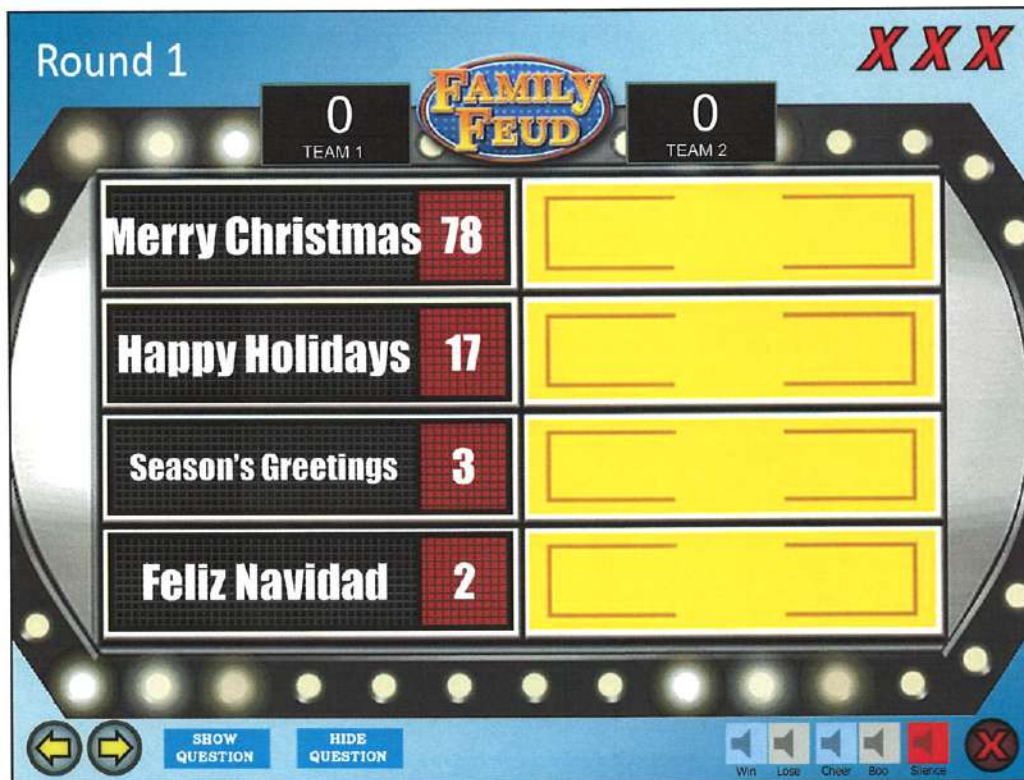 Round 1
X X X
FAMILY
FEUD
0
TEAM 1
0
TEAM 2
Merry Christmas 78
Happy Holidays 17
Season's Greetings 3
Feliz Navidad 2
SHOW
QUESTION
HIDE
QUESTION
Win
Lose
Cheer
Boo
Silence
X